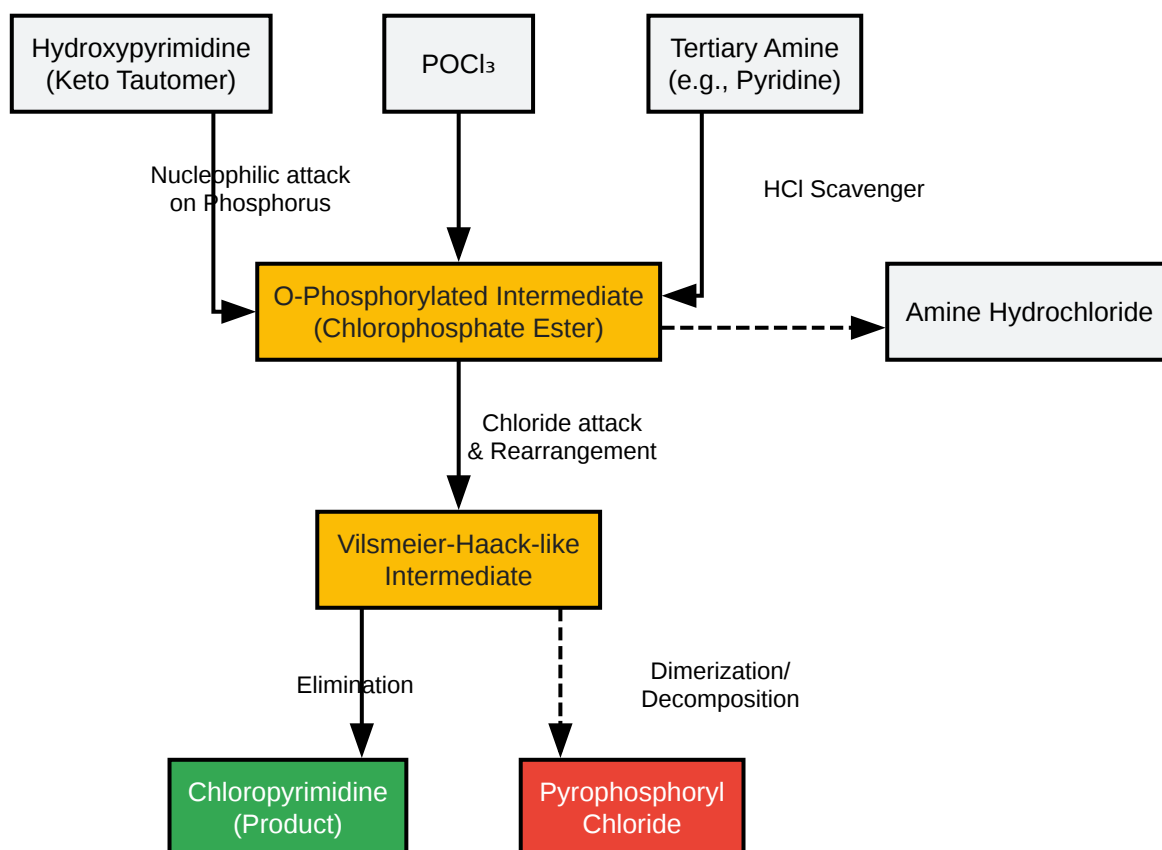 Hydroxypyrimidine
(Keto Tautomer)
POCl₃
Tertiary Amine
(e.g., Pyridine)
Nucleophilic attack
on Phosphorus
HCl Scavenger
O-Phosphorylated Intermediate
(Chlorophosphate Ester)
Amine Hydrochloride
Chloride attack
& Rearrangement
Vilsmeier-Haack-like
Intermediate
Elimination
Dimerization/
Decomposition
Chloropyrimidine
(Product)
Pyrophosphoryl
Chloride